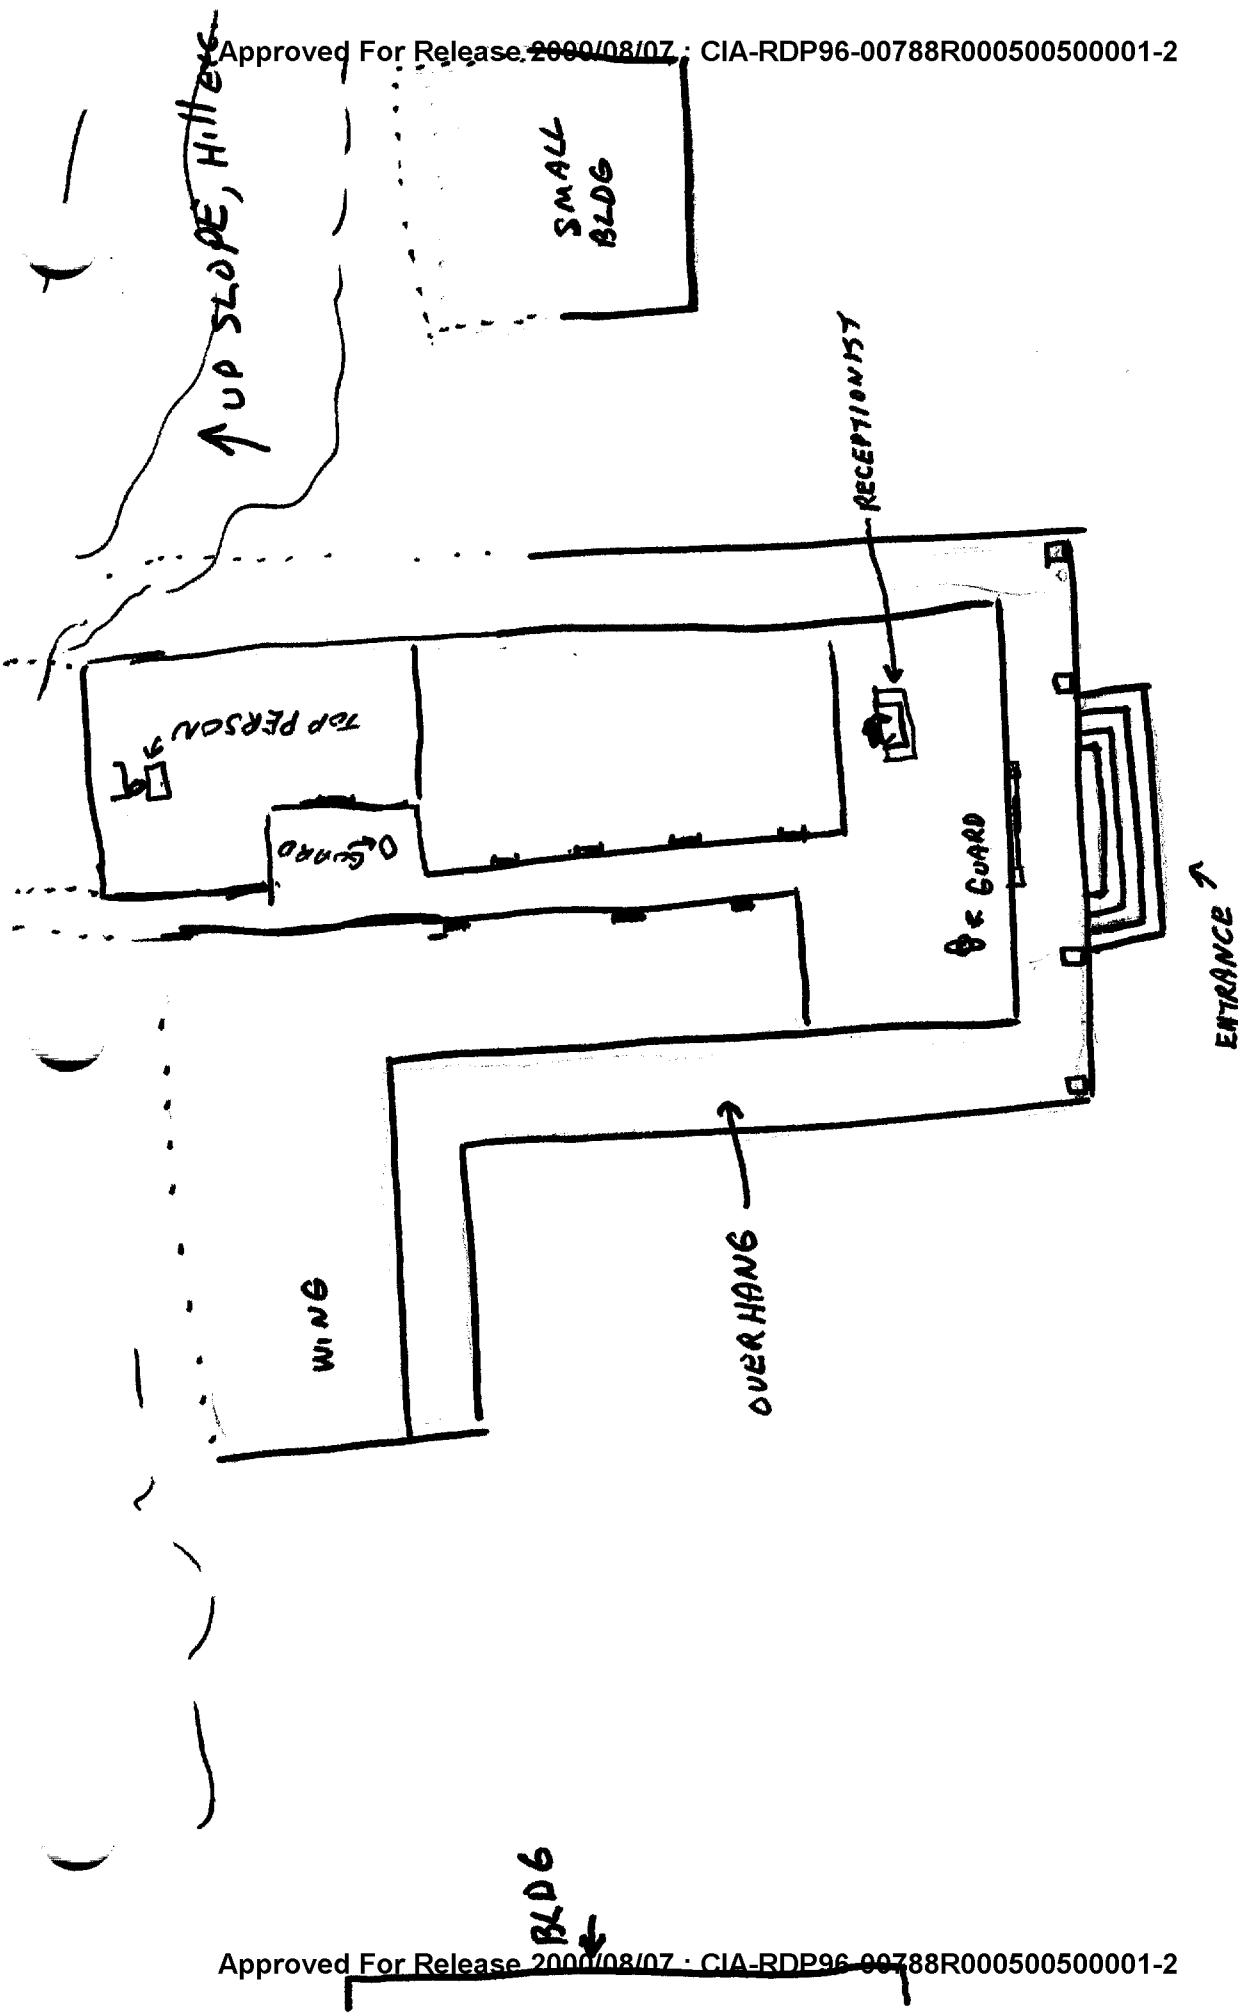 Approved For Release 2000/08/07 : CIA-RDP96-00788R000500500001-2
UP SLOPE,
SMALL
BLDG
RECEPTIONIST
TOP PERSON
GUARD
GUARD
ENTRANCE
WING
OVERHANG
BLDG
Approved For Release 2000/08/07 : CIA-RDP96-00788R000500500001-2